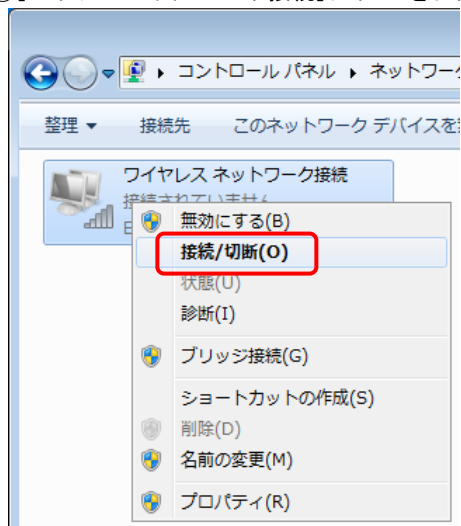 コントロール パネル ▸ ネットワーク
整理 ▼ 接続先 このネットワーク デバイスを
ワイヤレス ネットワーク接続
接続されていません
無効にする(B)
接続/切断(O)
状態(U)
診断(I)
ブリッジ接続(G)
ショートカットの作成(S)
削除(D)
名前の変更(M)
プロパティ(R)